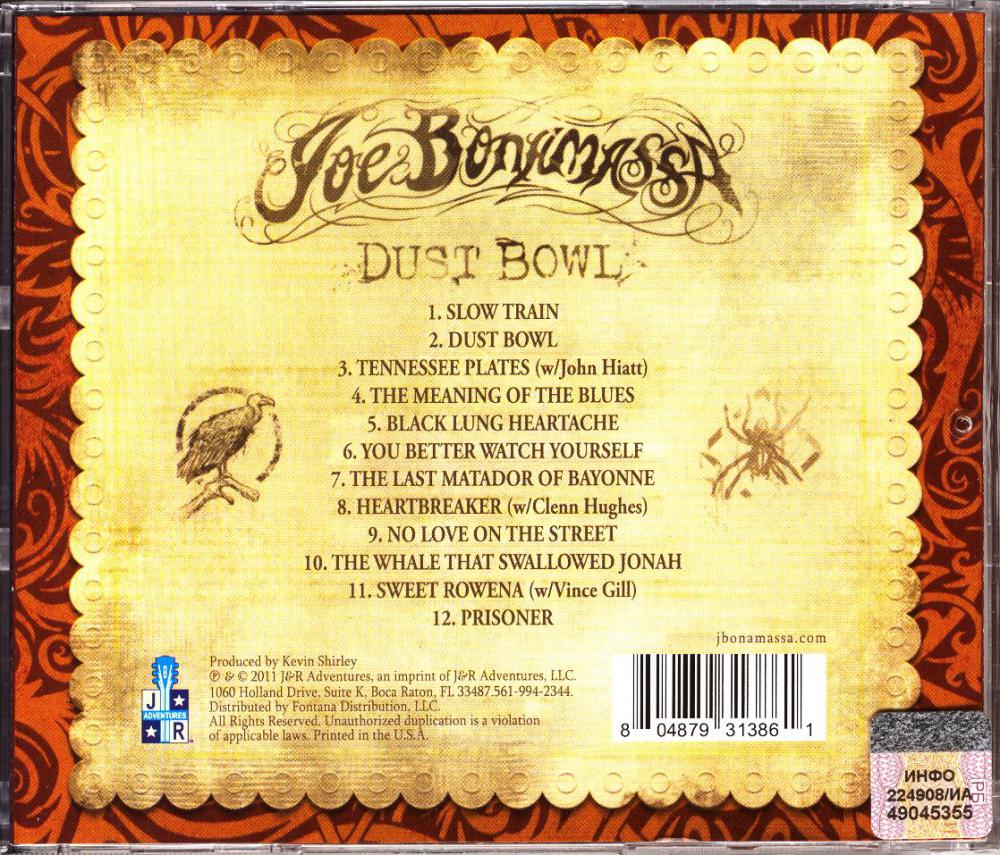 Joe Bonamassa
DUST BOWL
1. SLOW TRAIN
2. DUST BOWL
3. TENNESSEE PLATES (w/John Hiatt)
4. THE MEANING OF THE BLUES
5. BLACK LUNG HEARTACHE
6. YOU BETTER WATCH YOURSELF
7. THE LAST MATADOR OF BAYONNE
8. HEARTBREAKER (w/Clenn Hughes)
9. NO LOVE ON THE STREET
10. THE WHALE THAT SWALLOWED JONAH
11. SWEET ROWENA (w/Vince Gill)
12. PRISONER
jbonamassa.com
J
ADVENTURES
R
Produced by Kevin Shirley
℗ & © 2011 J&R Adventures, an imprint of J&R Adventures, LLC.
1060 Holland Drive, Suite K, Boca Raton, FL 33487.561-994-2344.
Distributed by Fontana Distribution, LLC.
All Rights Reserved. Unauthorized duplication is a violation
of applicable laws. Printed in the U.S.A.
8 04879 31386 1
ИНФО
224908/ИА
49045355